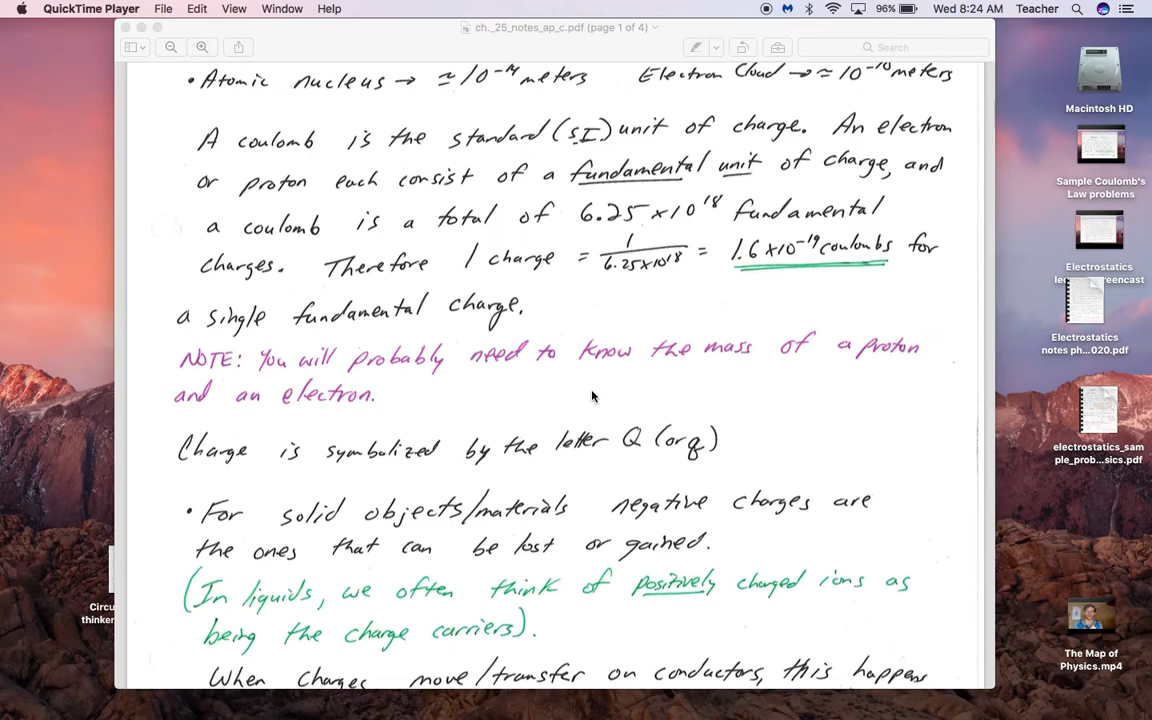 QuickTime Player File Edit View Window Help 96% Wed 8:24 AM Teacher
ch._25_notes_ap_c.pdf (page 1 of 4)
Search
• Atomic nucleus → ≈ 10⁻¹⁴ meters Electron Cloud → ≈ 10⁻¹⁰ meters
A coulomb is the standard (SI) unit of charge. An electron
or proton each consist of a fundamental unit of charge, and
a coulomb is a total of 6.25 x 10¹⁸ fundamental
charges. Therefore 1 charge = 1/6.25x10¹⁸ = 1.6 x10⁻¹⁹ coulombs for
a single fundamental charge.
NOTE: You will probably need to know the mass of a proton
and an electron.
Charge is symbolized by the letter Q (or q)
• For solid objects/materials negative charges are
the ones that can be lost or gained.
(In liquids, we often think of positively charged ions as
being the charge carriers).
When charges move/transfer on conductors, this happens
Macintosh HD
Sample Coulomb's
Law problems
Electrostatics
Electrostatics
notes ph...020.pdf
electrostatics_sam
ple_prob...sics.pdf
The Map of
Physics.mp4
Circu
thinker